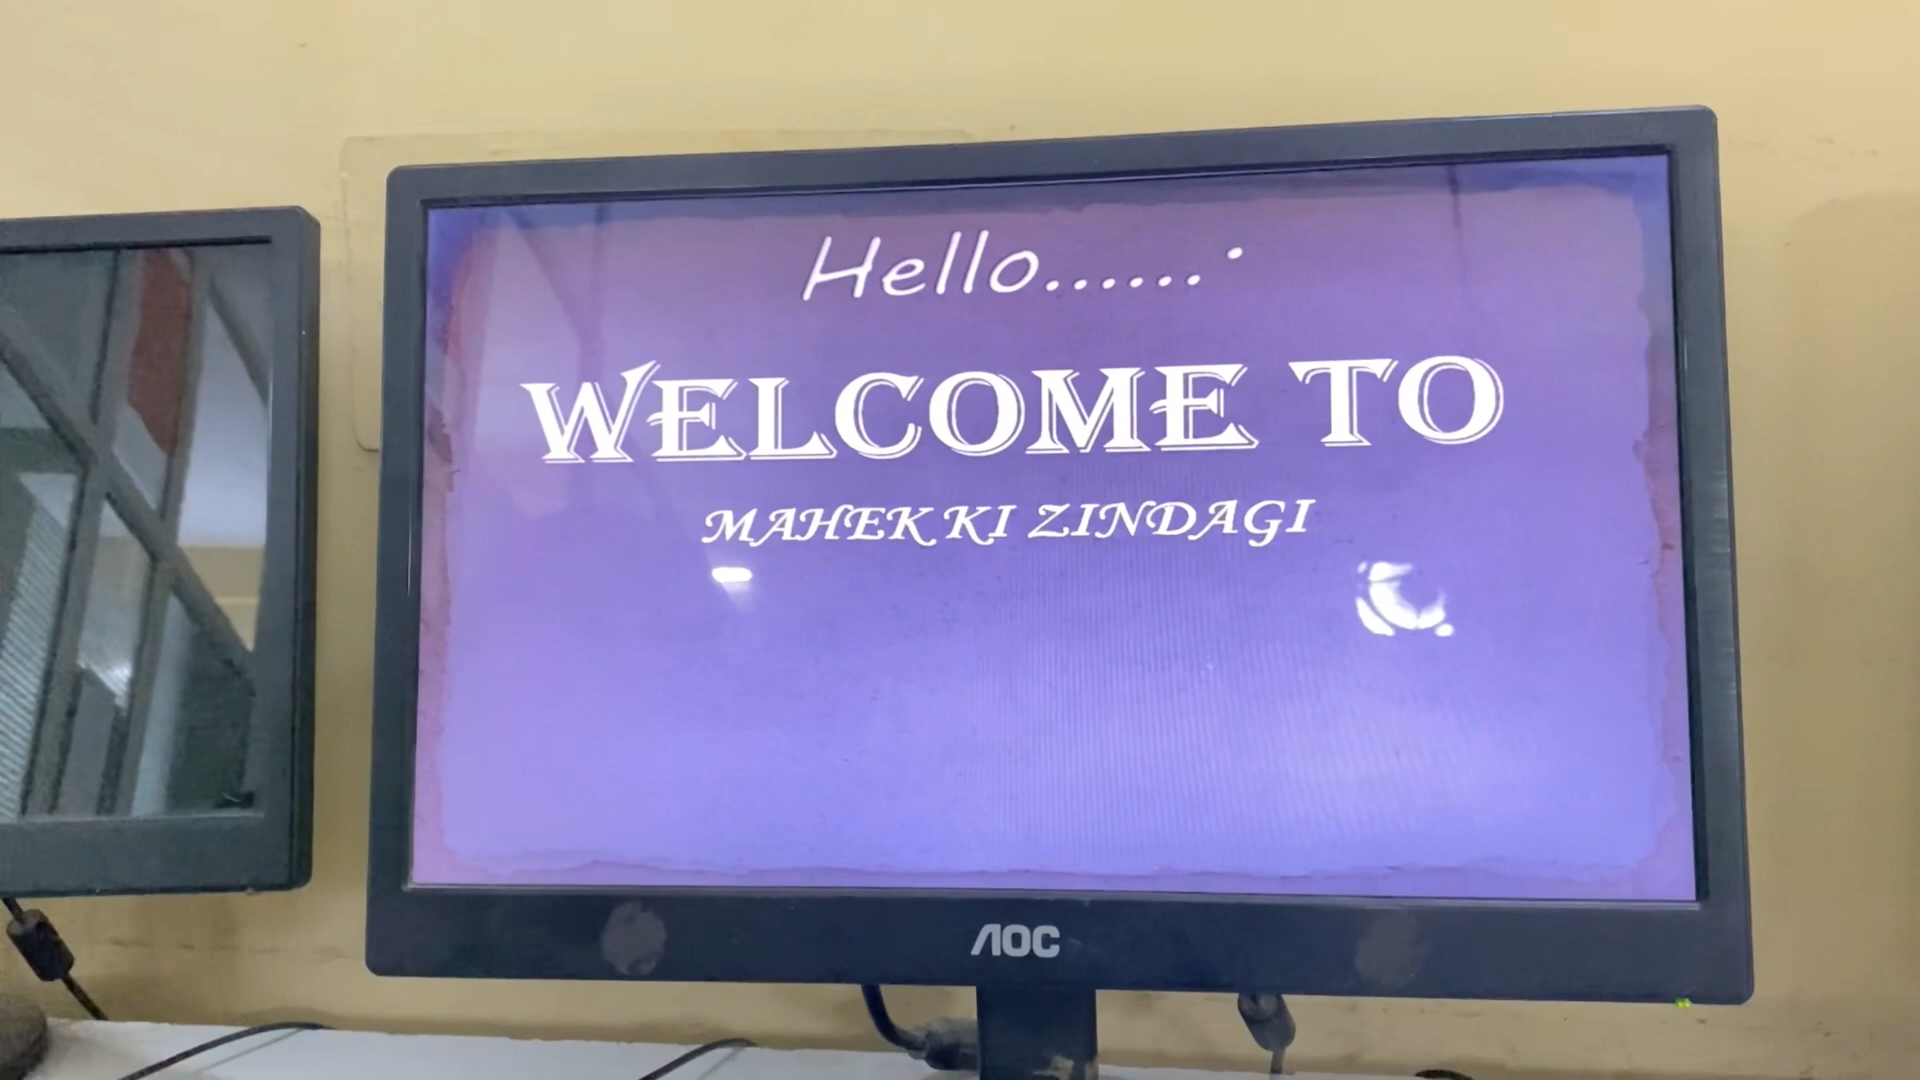 Hello.......
WELCOME TO
MAHEK KI ZINDAGI
AOC